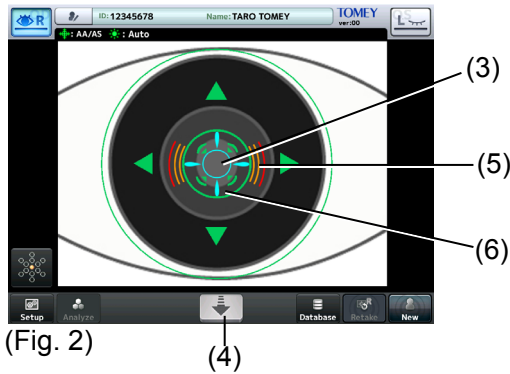 R ID: 12345678 Name: TARO TOMEY TOMEY L
ver:00
: AA/AS : Auto
(3)
(5)
(6)
Setup Analyze Database Retake New
(Fig. 2)
(4)